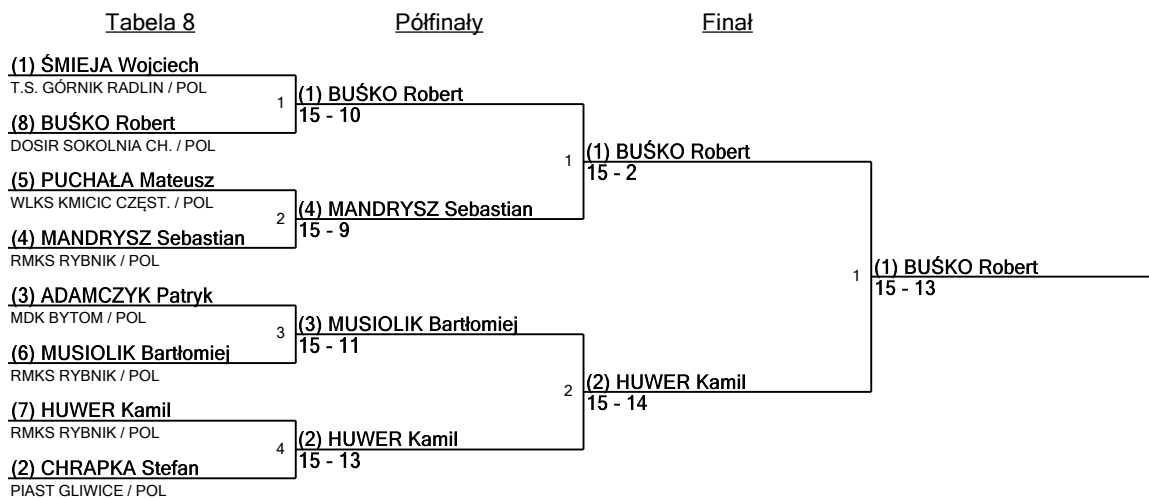 Tabela 8
Półfinały
Finał
(1) ŚMIEJA Wojciech
T.S. GÓRNIK RADLIN / POL
1
(8) BUŚKO Robert
DOSIR SOKOLNIA CH. / POL
(5) PUCHAŁA Mateusz
WLKS KMICIC CZĘST. / POL
2
(4) MANDRYSZ Sebastian
RMKS RYBNIK / POL
(3) ADAMCZYK Patryk
MDK BYTOM / POL
3
(6) MUSIOLIK Bartłomiej
RMKS RYBNIK / POL
(7) HUWER Kamil
RMKS RYBNIK / POL
4
(2) CHRAPKA Stefan
PIAST GLIWICE / POL
(1) BUŚKO Robert
15 - 10
1
(4) MANDRYSZ Sebastian
15 - 9
(3) MUSIOLIK Bartłomiej
15 - 11
2
(2) HUWER Kamil
15 - 13
(1) BUŚKO Robert
15 - 2
1
(2) HUWER Kamil
15 - 14
(1) BUŚKO Robert
15 - 13